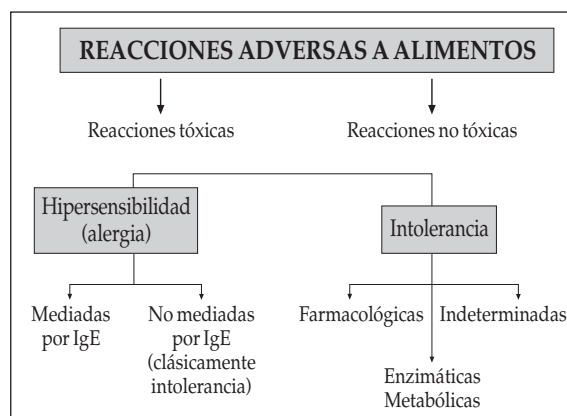 REACCIONES ADVERSAS A ALIMENTOS
Reacciones tóxicas
Reacciones no tóxicas
Hipersensibilidad
(alergia)
Intolerancia
Mediadas
por IgE
No mediadas
por IgE
(clásicamente
intolerancia)
Farmacológicas
Indeterminadas
Enzimáticas
Metabólicas